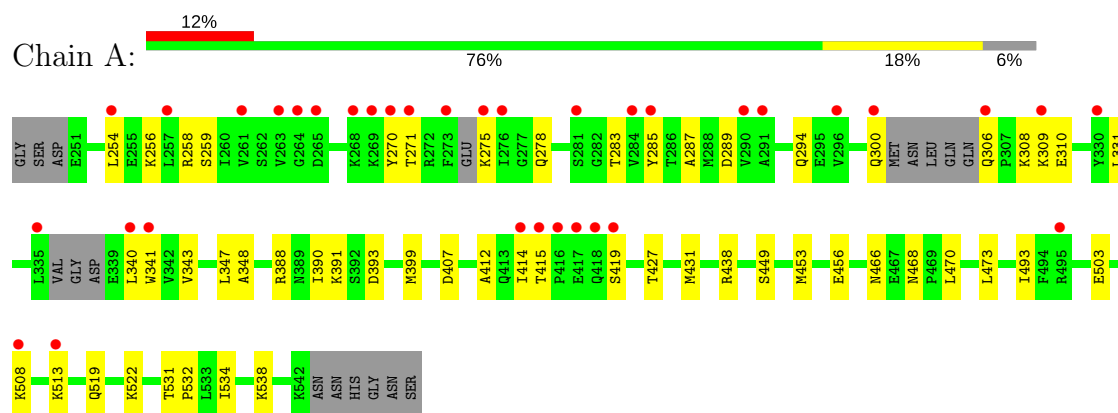 12%
Chain A:
76% 18% 6%
GLY SER ASP E251 L254 E255 K256 L257 R258 S259 I260 V261 S262 V263 G264 D265 K268 K269 Y270 T271 R272 F273 GLU K275 I276 G277 Q278 S281 G282 T283 V284 Y285 T286 A287 M288 D289 V290 A291 Q294 E295 V296 Q300 MET ASN LEU GLN GLN Q306 P307 K308 K309 E310 Y330 L331
L335 VAL GLY ASP E339 L340 W341 V342 V343 L347 A348 R388 N389 I390 K391 S392 D393 M399 D407 A412 Q413 I414 T415 P416 E417 Q418 S419 T427 M431 R438 S449 M453 E456 N466 E467 N468 P469 L470 L473 I493 F494 R495 E503
K508 K513 Q519 K522 T531 P532 L533 I534 K538 K542 ASN ASN HIS GLY ASN SER